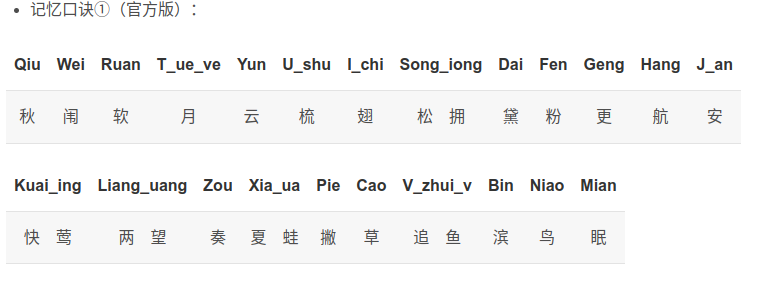 • 记忆口诀①（官方版）：
Qiu Wei Ruan T_ue_ve Yun U_shu I_chi Song_iong Dai Fen Geng Hang J_an
秋 闱 软 月 云 梳 翅 松 拥 黛 粉 更 航 安
Kuai_ing Liang_uang Zou Xia_ua Pie Cao V_zhui_v Bin Niao Mian
快 莺 两 望 奏 夏 蛙 撇 草 追 鱼 滨 鸟 眠